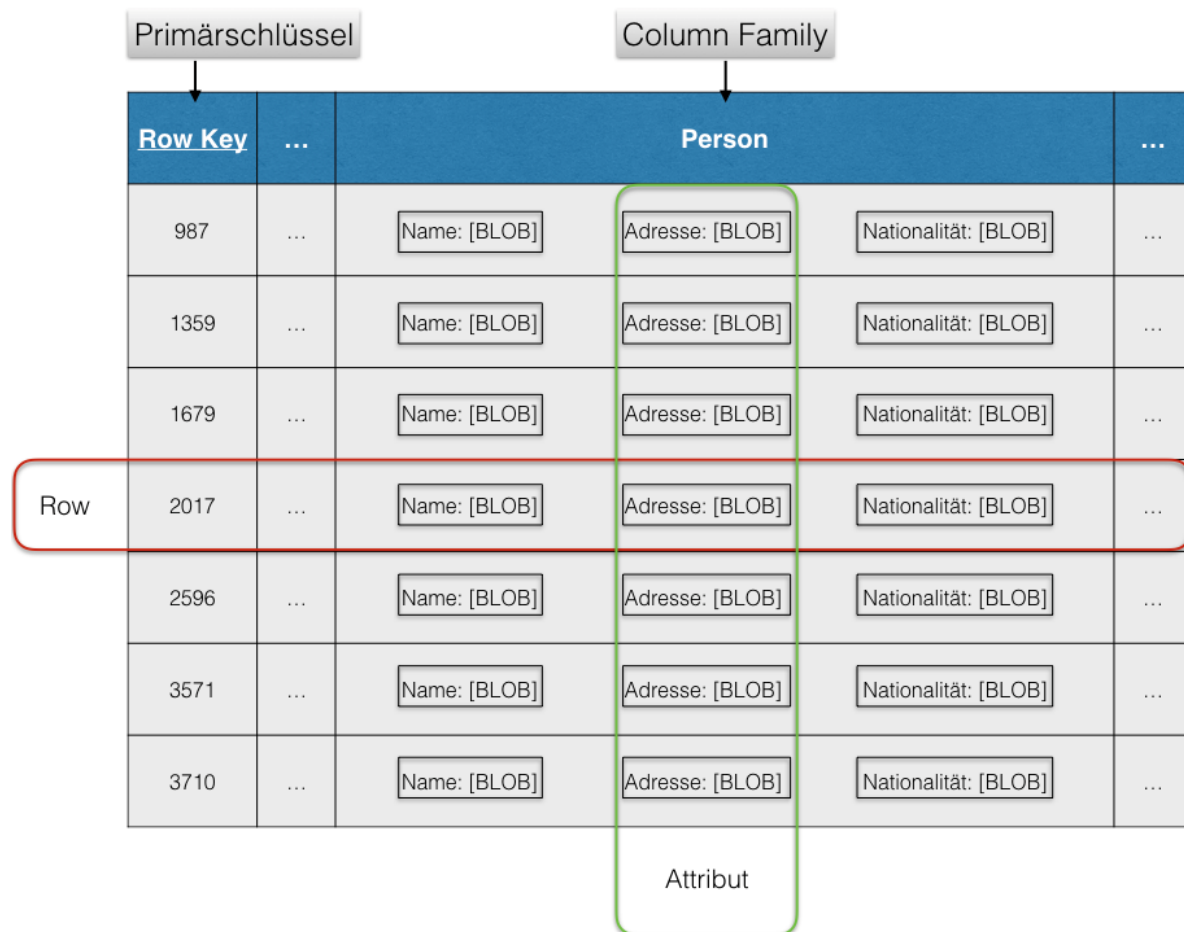 Primärschlüssel Column Family
Row Key … Person …
987 … Name: [BLOB] Adresse: [BLOB] Nationalität: [BLOB] …
1359 … Name: [BLOB] Adresse: [BLOB] Nationalität: [BLOB] …
1679 … Name: [BLOB] Adresse: [BLOB] Nationalität: [BLOB] …
Row 2017 … Name: [BLOB] Adresse: [BLOB] Nationalität: [BLOB] …
2596 … Name: [BLOB] Adresse: [BLOB] Nationalität: [BLOB] …
3571 … Name: [BLOB] Adresse: [BLOB] Nationalität: [BLOB] …
3710 … Name: [BLOB] Adresse: [BLOB] Nationalität: [BLOB] …
Attribut